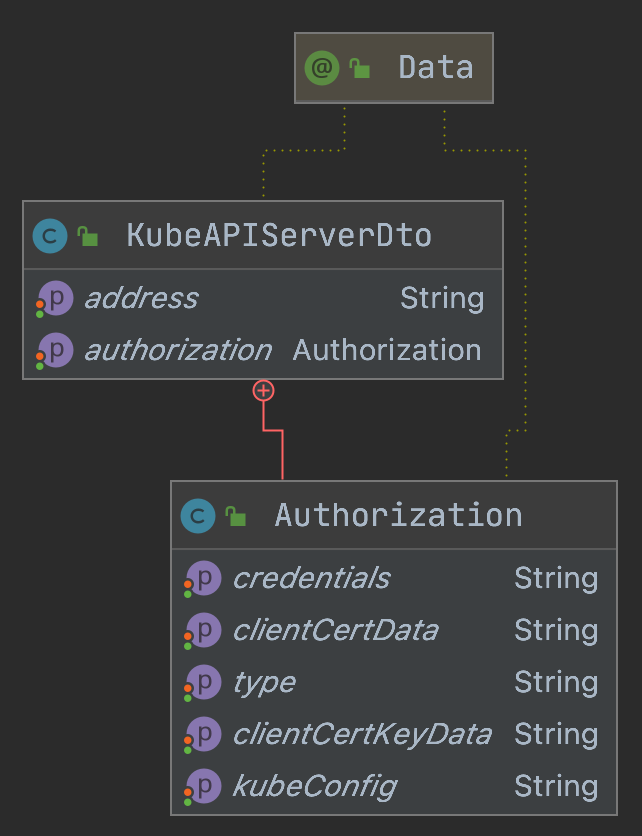 @ Data
C KubeAPIServerDto
p address String
p authorization Authorization
C Authorization
p credentials String
p clientCertData String
p type String
p clientCertKeyData String
p kubeConfig String